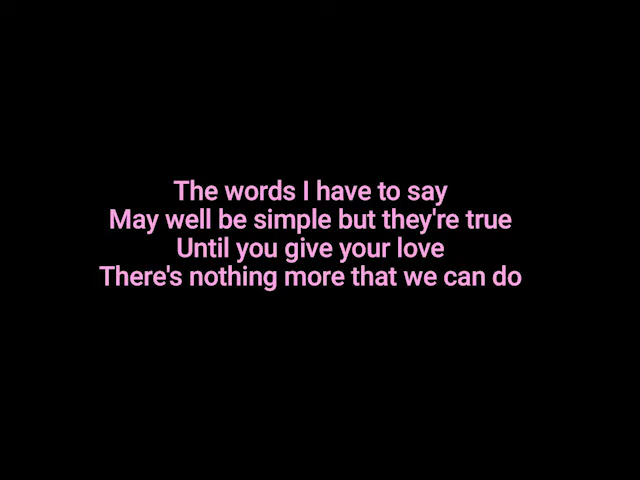 The words I have to say
May well be simple but they're true
Until you give your love
There's nothing more that we can do